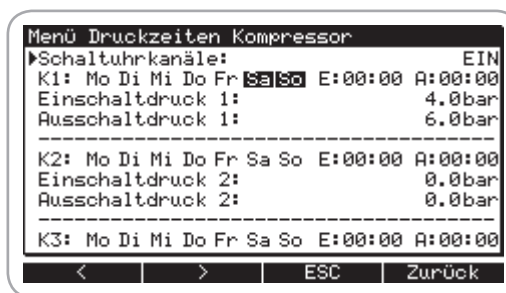 Menü Druckzeiten Kompressor
▶Schaltuhrkanäle: EIN
K1: Mo Di Mi Do Fr Sa So E:00:00 A:00:00
Einschaltdruck 1: 4.0bar
Ausschaltdruck 1: 6.0bar
----------------------------------------
K2: Mo Di Mi Do Fr Sa So E:00:00 A:00:00
Einschaltdruck 2: 0.0bar
Ausschaltdruck 2: 0.0bar
----------------------------------------
K3: Mo Di Mi Do Fr Sa So E:00:00 A:00:00
< > ESC Zurück